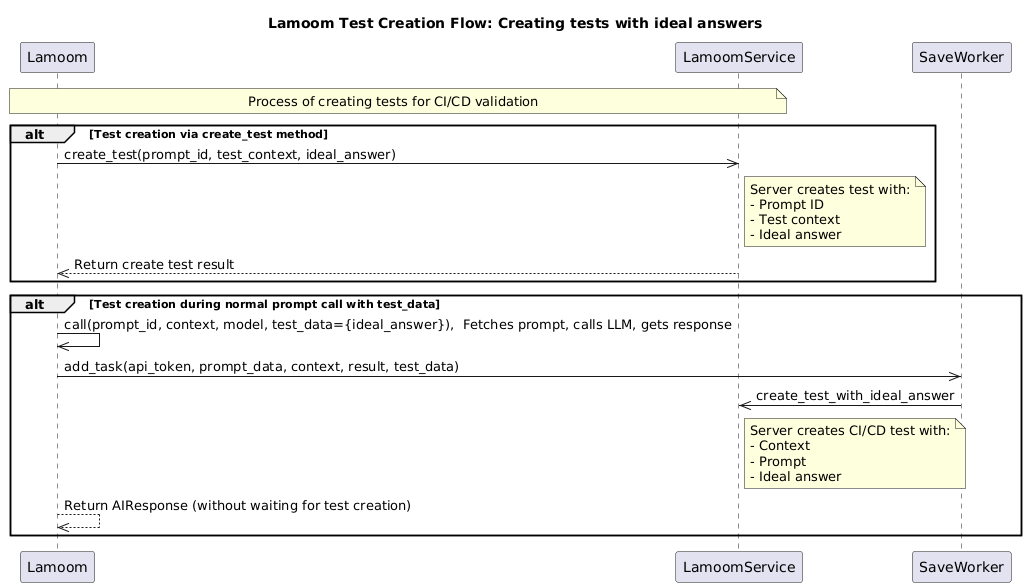 Lamoom Test Creation Flow: Creating tests with ideal answers
Lamoom
LamoomService
SaveWorker
Process of creating tests for CI/CD validation
alt
[Test creation via create_test method]
create_test(prompt_id, test_context, ideal_answer)
Server creates test with:
- Prompt ID
- Test context
- Ideal answer
Return create test result
alt
[Test creation during normal prompt call with test_data]
call(prompt_id, context, model, test_data={ideal_answer}),  Fetches prompt, calls LLM, gets response
add_task(api_token, prompt_data, context, result, test_data)
create_test_with_ideal_answer
Server creates CI/CD test with:
- Context
- Prompt
- Ideal answer
Return AIResponse (without waiting for test creation)
Lamoom
LamoomService
SaveWorker